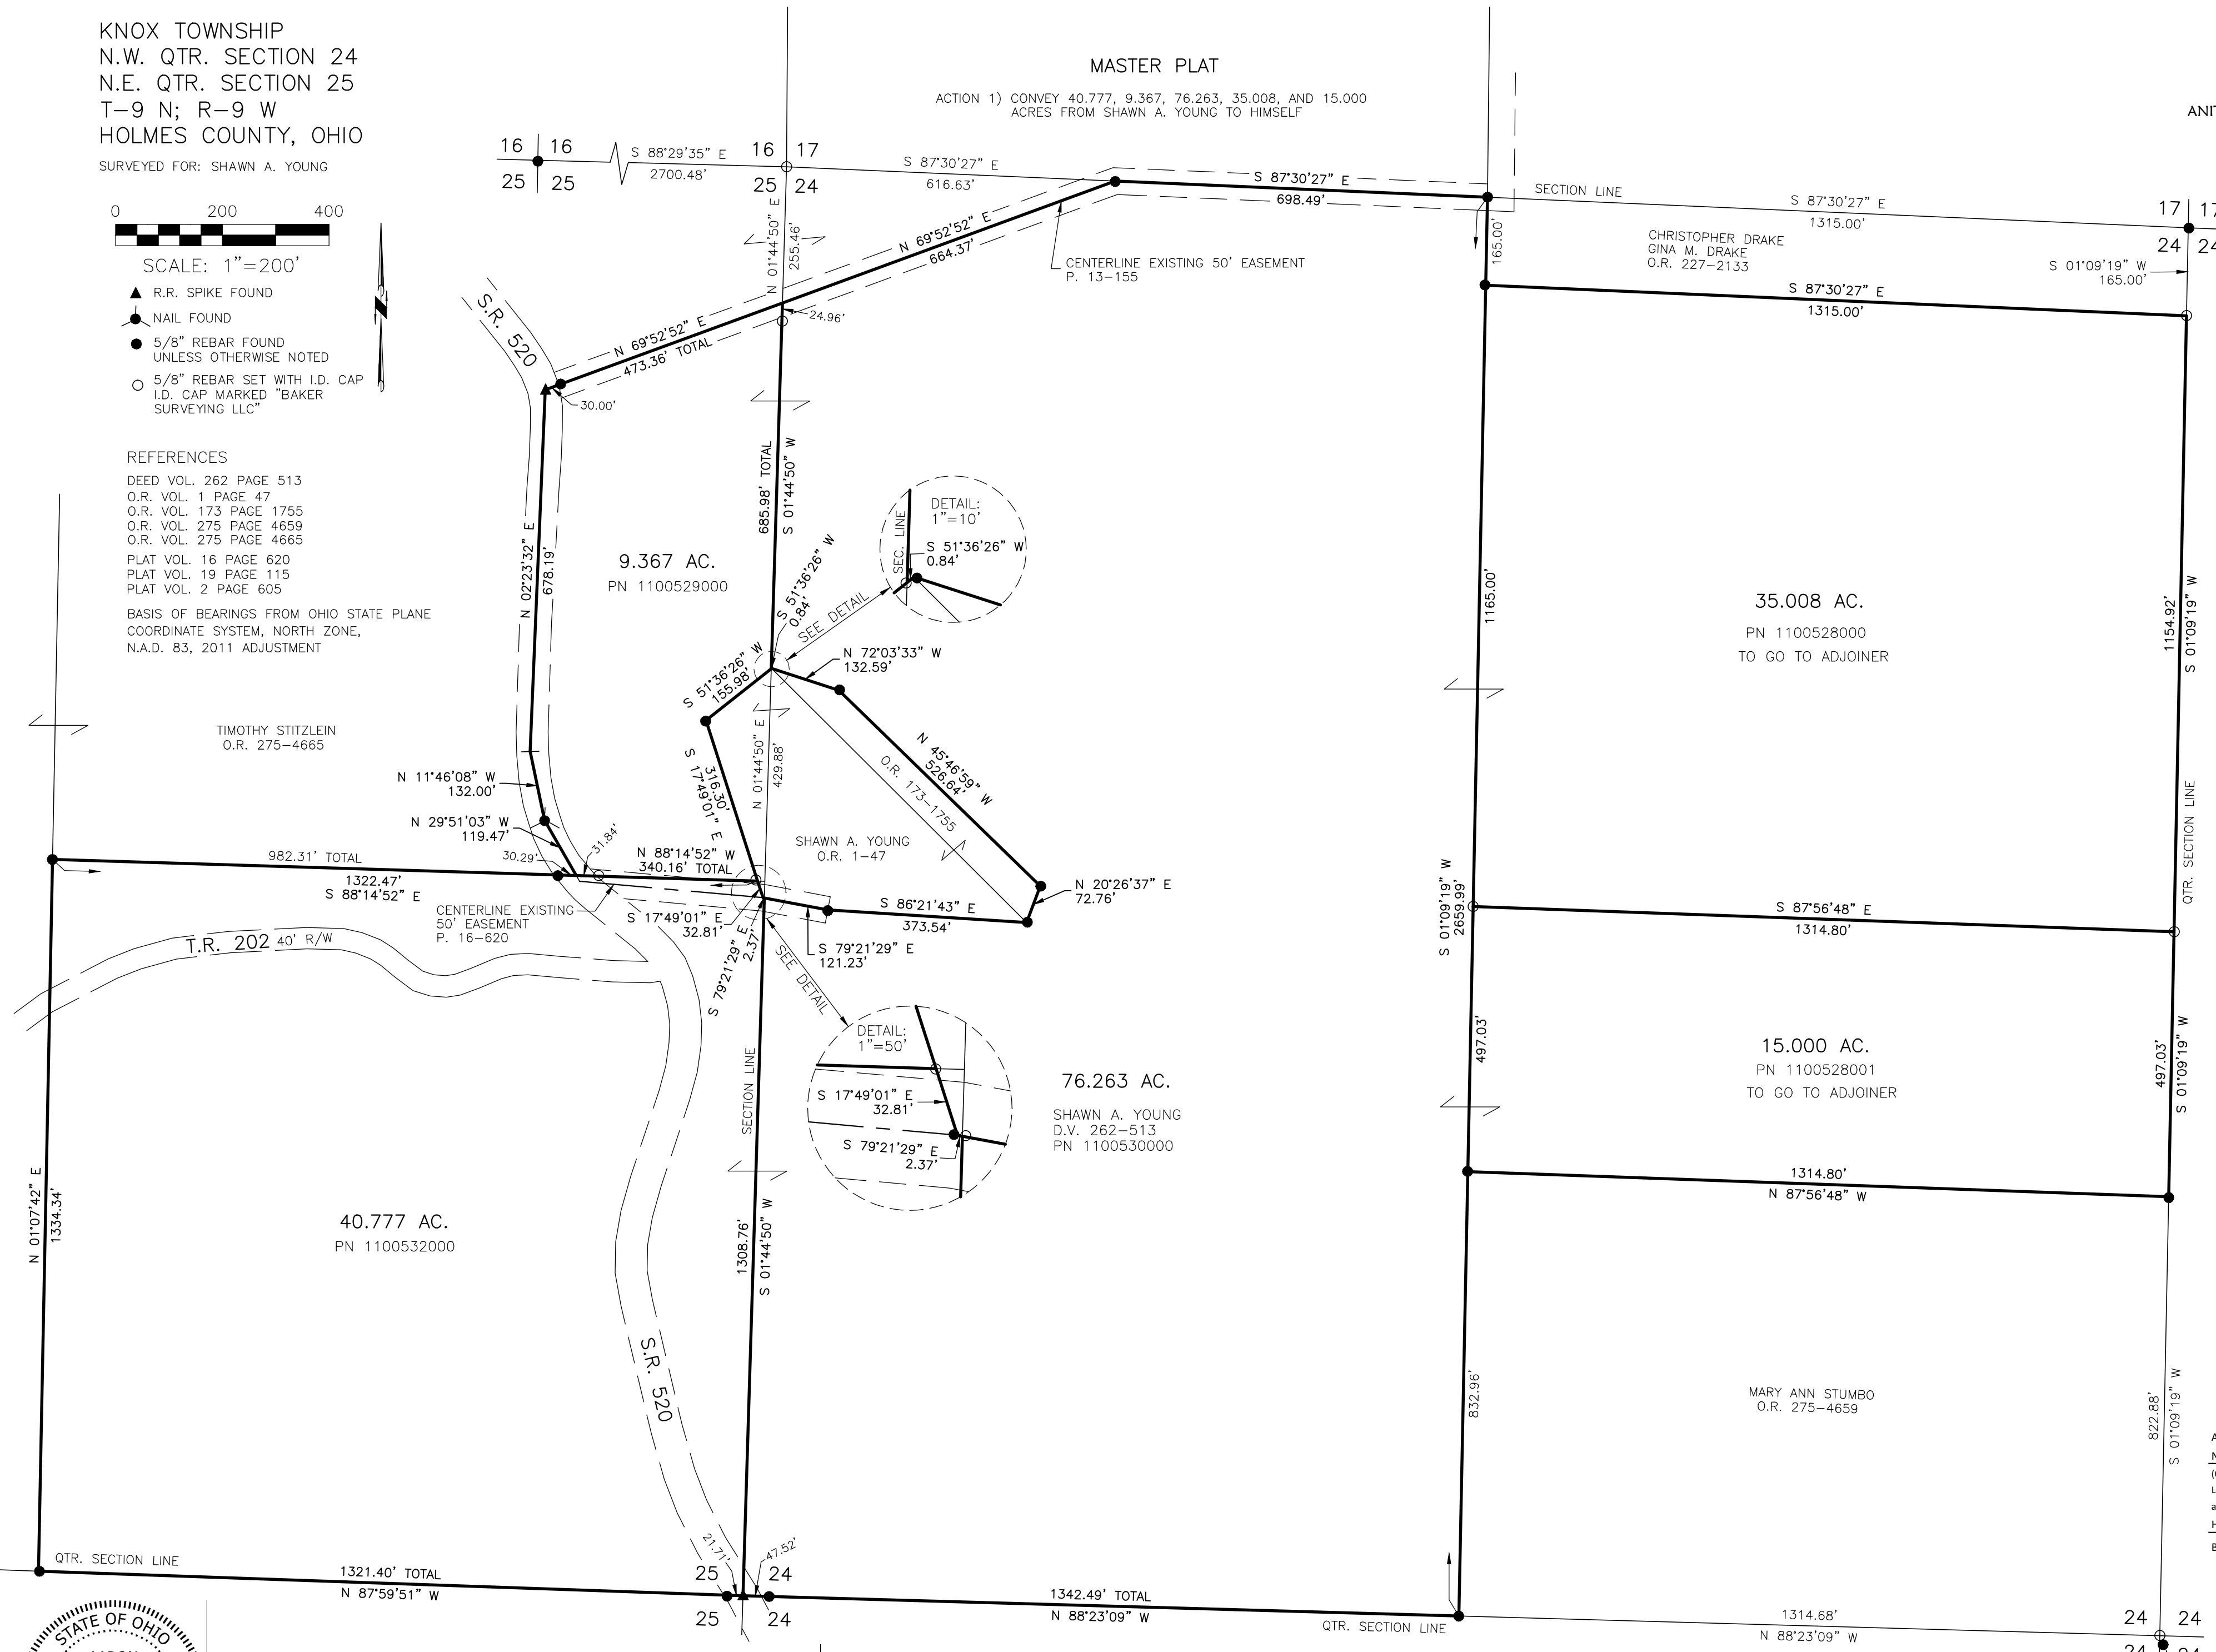 KNOX TOWNSHIP
N.W. QTR. SECTION 24
N.E. QTR. SECTION 25
T-9 N; R-9 W
HOLMES COUNTY, OHIO
SURVEYED FOR: SHAWN A. YOUNG
0 200 400
SCALE: 1"=200'
R.R. SPIKE FOUND
NAIL FOUND
5/8" REBAR FOUND
UNLESS OTHERWISE NOTED
5/8" REBAR SET WITH I.D. CAP
I.D. CAP MARKED "BAKER
SURVEYING LLC"
REFERENCES
DEED VOL. 262 PAGE 513
O.R. VOL. 1 PAGE 47
O.R. VOL. 173 PAGE 1755
O.R. VOL. 275 PAGE 4659
O.R. VOL. 275 PAGE 4665
PLAT VOL. 16 PAGE 620
PLAT VOL. 19 PAGE 115
PLAT VOL. 2 PAGE 605
BASIS OF BEARINGS FROM OHIO STATE PLANE
COORDINATE SYSTEM, NORTH ZONE,
N.A.D. 83, 2011 ADJUSTMENT
MASTER PLAT
ACTION 1) CONVEY 40.777, 9.367, 76.263, 35.008, AND 15.000
ACRES FROM SHAWN A. YOUNG TO HIMSELF
16 16
25 25
S 88°29'35" E
2700.48'
16 17
25 24
S 87°30'27" E
616.63'
S 87°30'27" E
698.49'
SECTION LINE
S 87°30'27" E
1315.00'
17 17
24 24
CHRISTOPHER DRAKE
GINA M. DRAKE
O.R. 227-2133
S 01°09'19" W
165.00'
165.00'
S 87°30'27" E
1315.00'
N 01°44'50" E
255.46'
N 69°52'52" E
664.37'
CENTERLINE EXISTING 50' EASEMENT
P. 13-155
24.96'
N 69°52'52" E
473.36' TOTAL
30.00'
S.R. 520
N 02°23'32" E
678.19'
685.98' TOTAL
S 01°44'50" W
9.367 AC.
PN 1100529000
DETAIL:
1"=10'
SEC. LINE
S 51°36'26" W
0.84'
S 51°36'26" W
0.84'
SEE DETAIL
S 51°36'26" W
155.98'
N 72°03'33" W
132.59'
N 45°46'59" W
526.64'
O.R. 173-1755
N 01°44'50" E
429.88'
316.30'
S 17°49'01" E
SHAWN A. YOUNG
O.R. 1-47
N 20°26'37" E
72.76'
TIMOTHY STITZLEIN
O.R. 275-4665
N 11°46'08" W
132.00'
N 29°51'03" W
119.47'
31.84'
30.29'
N 88°14'52" W
340.16' TOTAL
982.31' TOTAL
1322.47'
S 88°14'52" E
CENTERLINE EXISTING
50' EASEMENT
P. 16-620
S 17°49'01" E
32.81'
S 79°21'29" E
2.37'
S 79°21'29" E
121.23'
S 86°21'43" E
373.54'
SEE DETAIL
T.R. 202 40' R/W
DETAIL:
1"=50'
S 17°49'01" E
32.81'
S 79°21'29" E
2.37'
76.263 AC.
SHAWN A. YOUNG
D.V. 262-513
PN 1100530000
1165.00'
S 01°09'19" W
2659.99'
35.008 AC.
PN 1100528000
TO GO TO ADJOINER
1154.92'
S 01°09'19" W
QTR. SECTION LINE
S 87°56'48" E
1314.80'
15.000 AC.
PN 1100528001
TO GO TO ADJOINER
497.03'
497.03'
S 01°09'19" W
1314.80'
N 87°56'48" W
SECTION LINE
1308.76'
S 01°44'50" W
N 01°07'42" E
1334.34'
40.777 AC.
PN 1100532000
S.R. 520
832.96'
MARY ANN STUMBO
O.R. 275-4659
822.88'
S 01°09'19" W
QTR. SECTION LINE
1321.40' TOTAL
N 87°59'51" W
21.71'
47.52'
25 24
25 24
1342.49' TOTAL
N 88°23'09" W
QTR. SECTION LINE
1314.68'
N 88°23'09" W
24 24
STATE OF OHIO